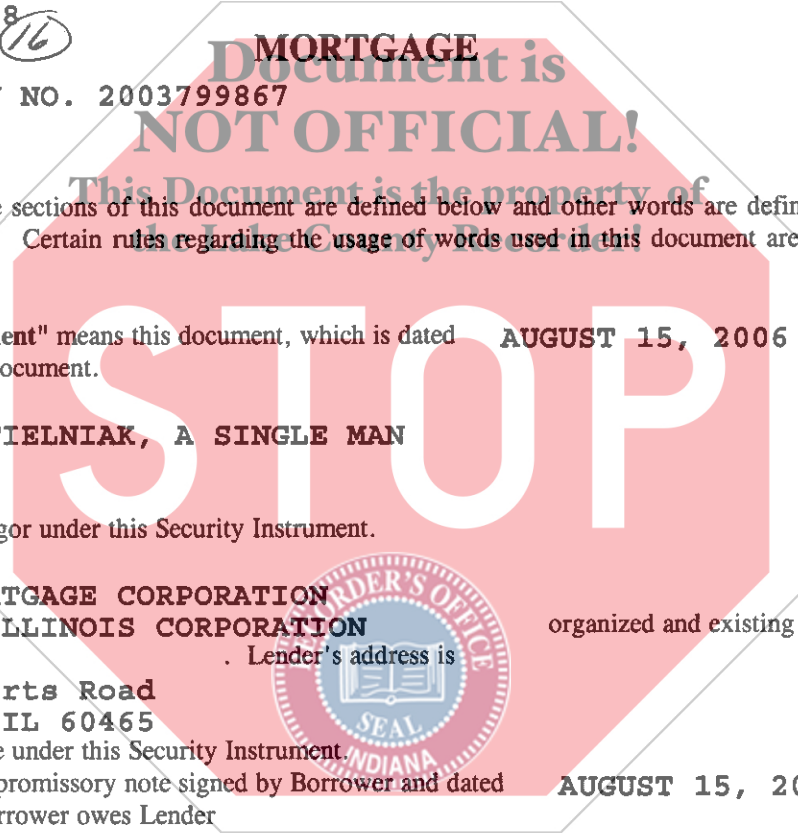 8
16
MORTGAGE
Document is
NO. 2003799867
NOT OFFICIAL!
This Document is the property of
sections of this document are defined below and other words are defin
the Lake County Recorder!
Certain rules regarding the usage of words used in this document are
ent" means this document, which is dated AUGUST 15, 2006
ocument.
STOP
TIELNIAK, A SINGLE MAN
gor under this Security Instrument.
TGAGE CORPORATION
LLINOIS CORPORATION organized and existing
. Lender's address is
rts Road
IL 60465
e under this Security Instrument.
promissory note signed by Borrower and dated AUGUST 15, 20
rrower owes Lender
RECORDER'S OFFICE
SEAL
INDIANA